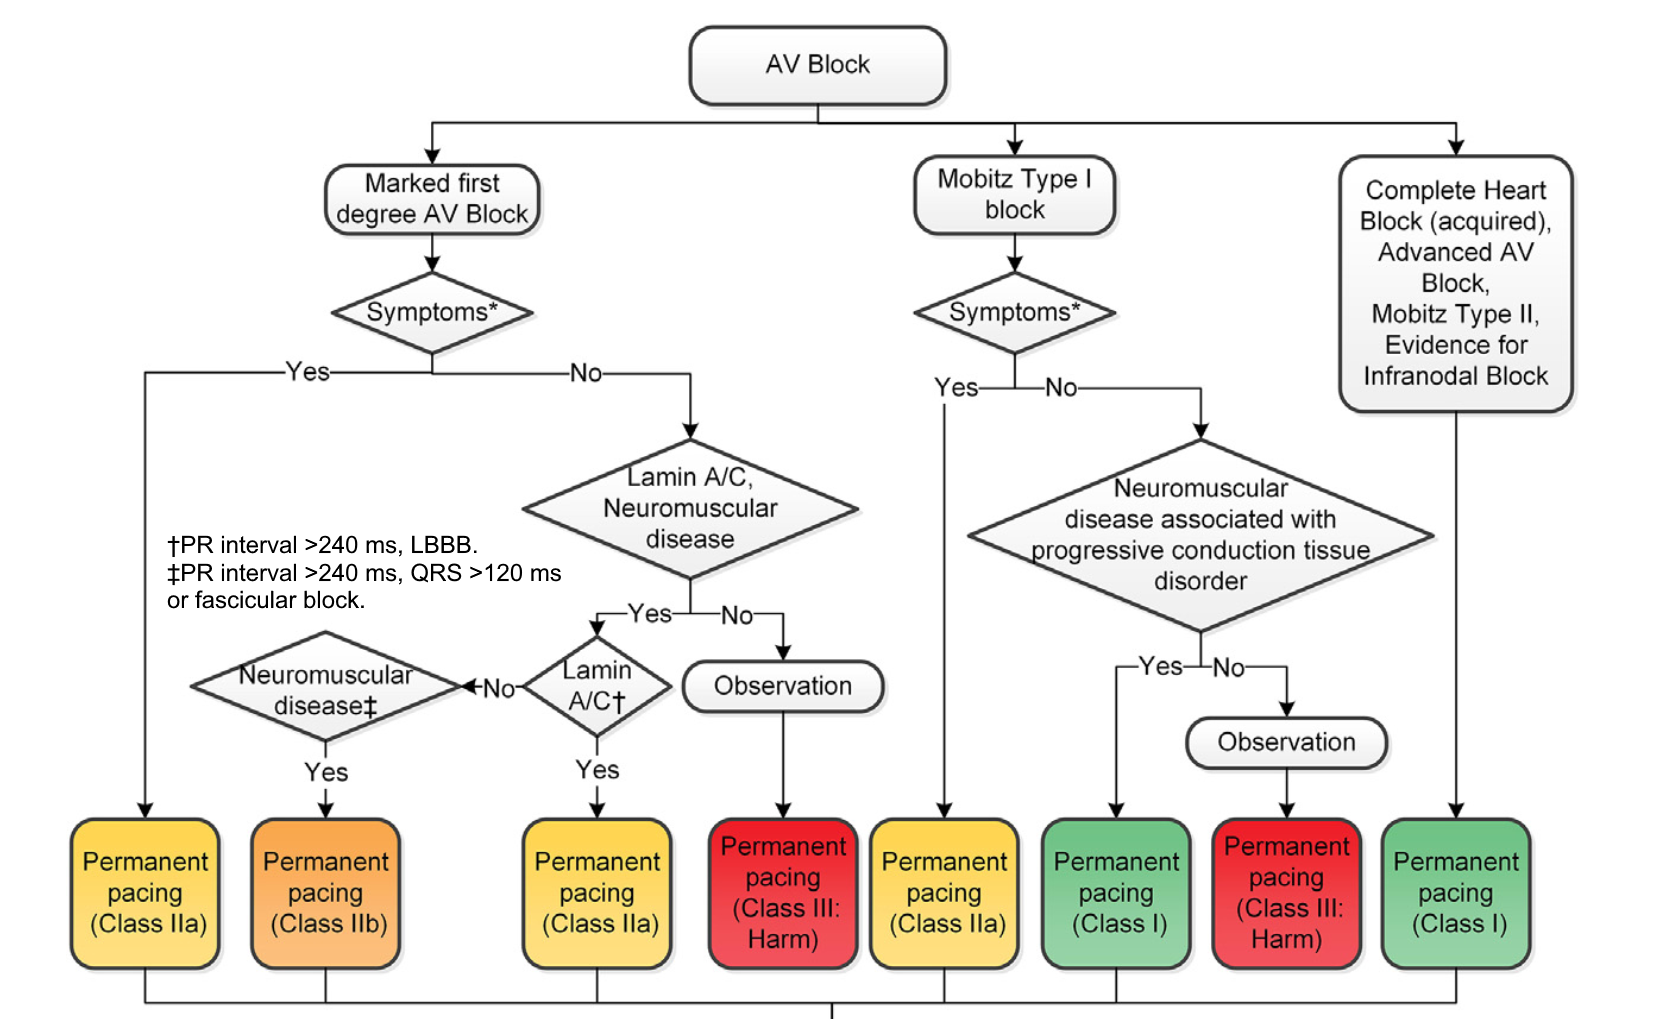 AV Block
Marked first
degree AV Block
Mobitz Type I
block
Complete Heart
Block (acquired),
Advanced AV
Block,
Mobitz Type II,
Evidence for
Infranodal Block
Symptoms*
Symptoms*
Yes
No
Yes
No
Lamin A/C,
Neuromuscular
disease
Neuromuscular
disease associated with
progressive conduction tissue
disorder
†PR interval >240 ms, LBBB.
‡PR interval >240 ms, QRS >120 ms
or fascicular block.
Yes
No
Yes
No
Neuromuscular
disease‡
No
Lamin
A/C†
Observation
Observation
Yes
Yes
Permanent
pacing
(Class IIa)
Permanent
pacing
(Class IIb)
Permanent
pacing
(Class IIa)
Permanent
pacing
(Class III:
Harm)
Permanent
pacing
(Class IIa)
Permanent
pacing
(Class I)
Permanent
pacing
(Class III:
Harm)
Permanent
pacing
(Class I)